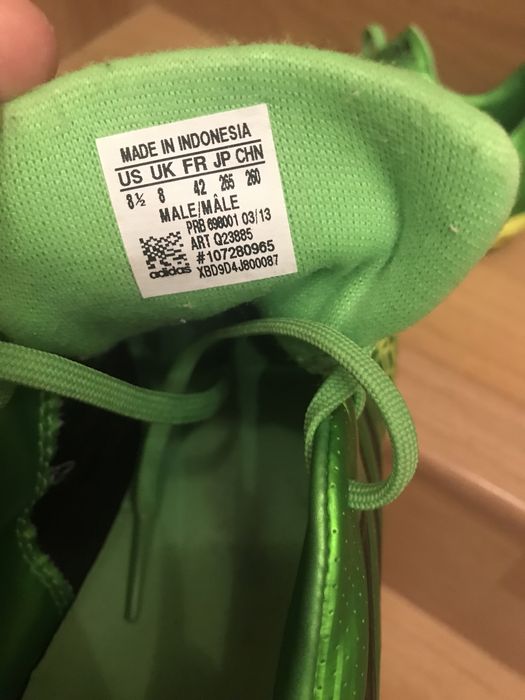 MADE IN INDONESIA
US UK FR JP CHN
8½ 8 42 265 260
MALE/MÂLE
PRB 698001 03/13
ART Q23885
#107280965
adidas XBD9D4J800087